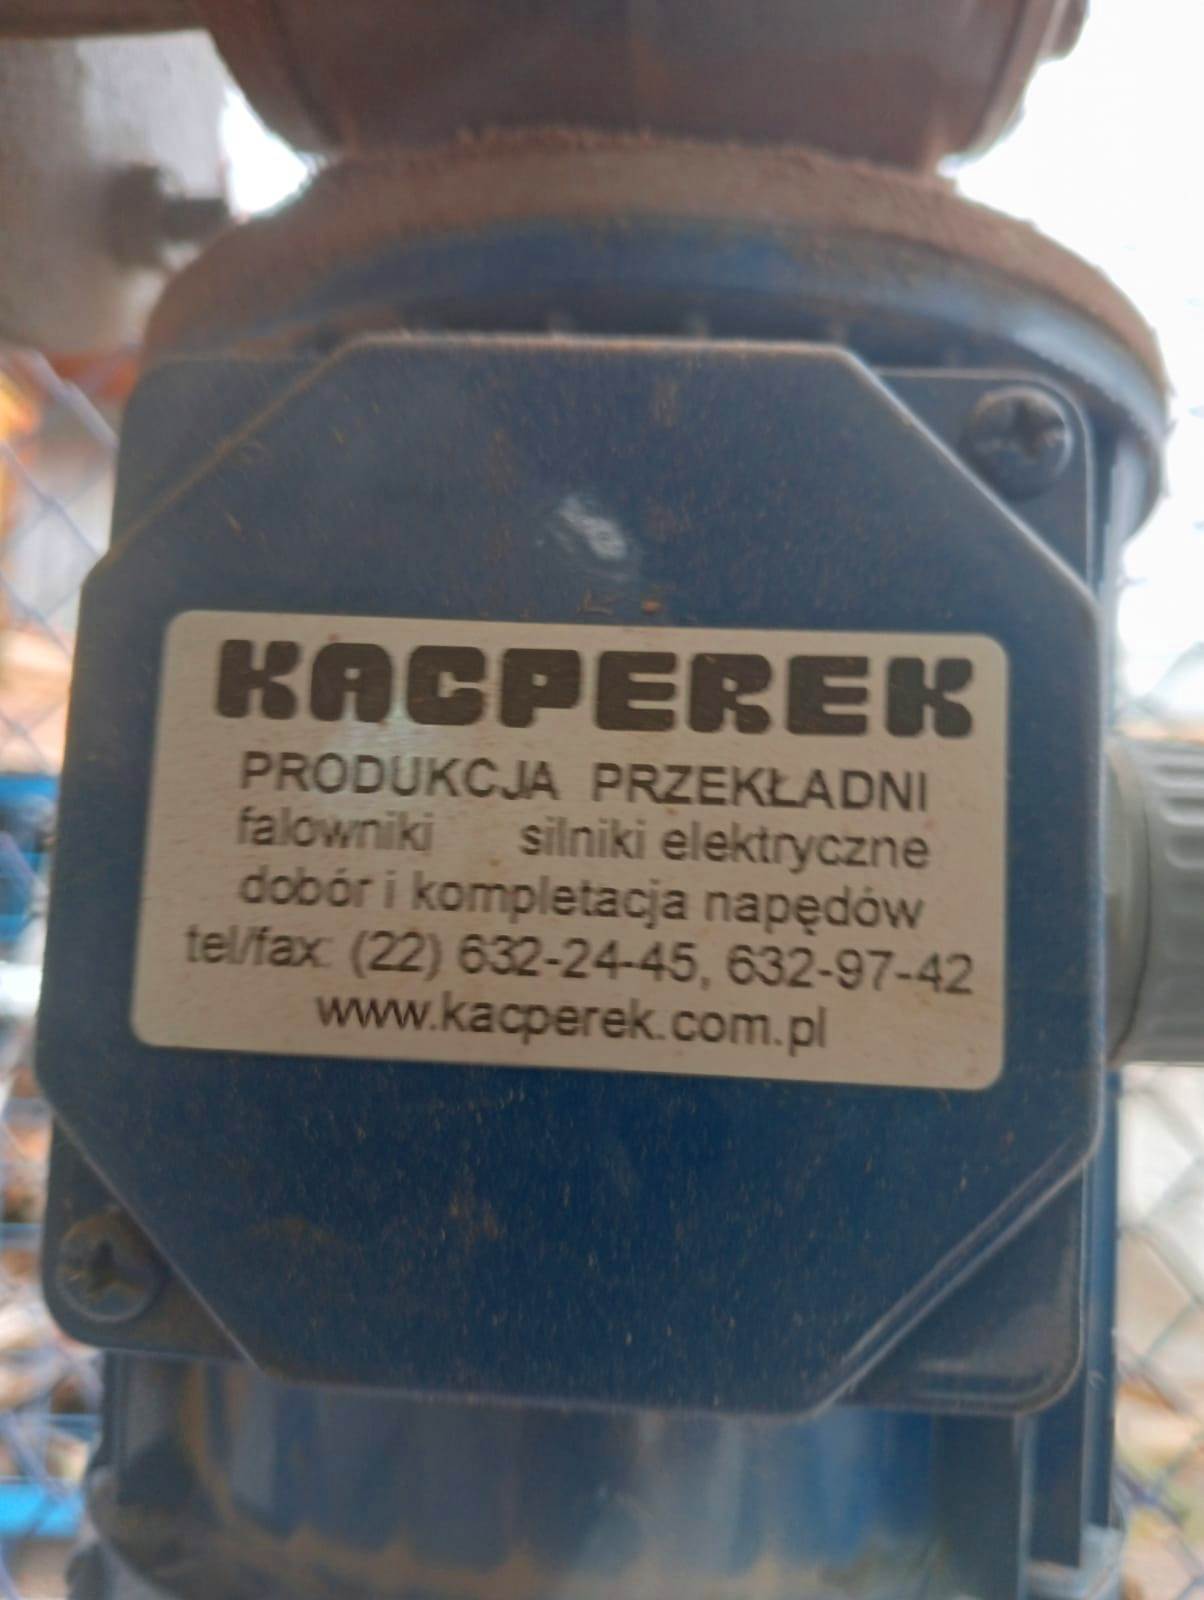 KACPEREK
PRODUKCJA PRZEKŁADNI
falowniki silniki elektryczne
dobór i kompletacja napędów
tel/fax: (22) 632-24-45, 632-97-42
www.kacperek.com.pl